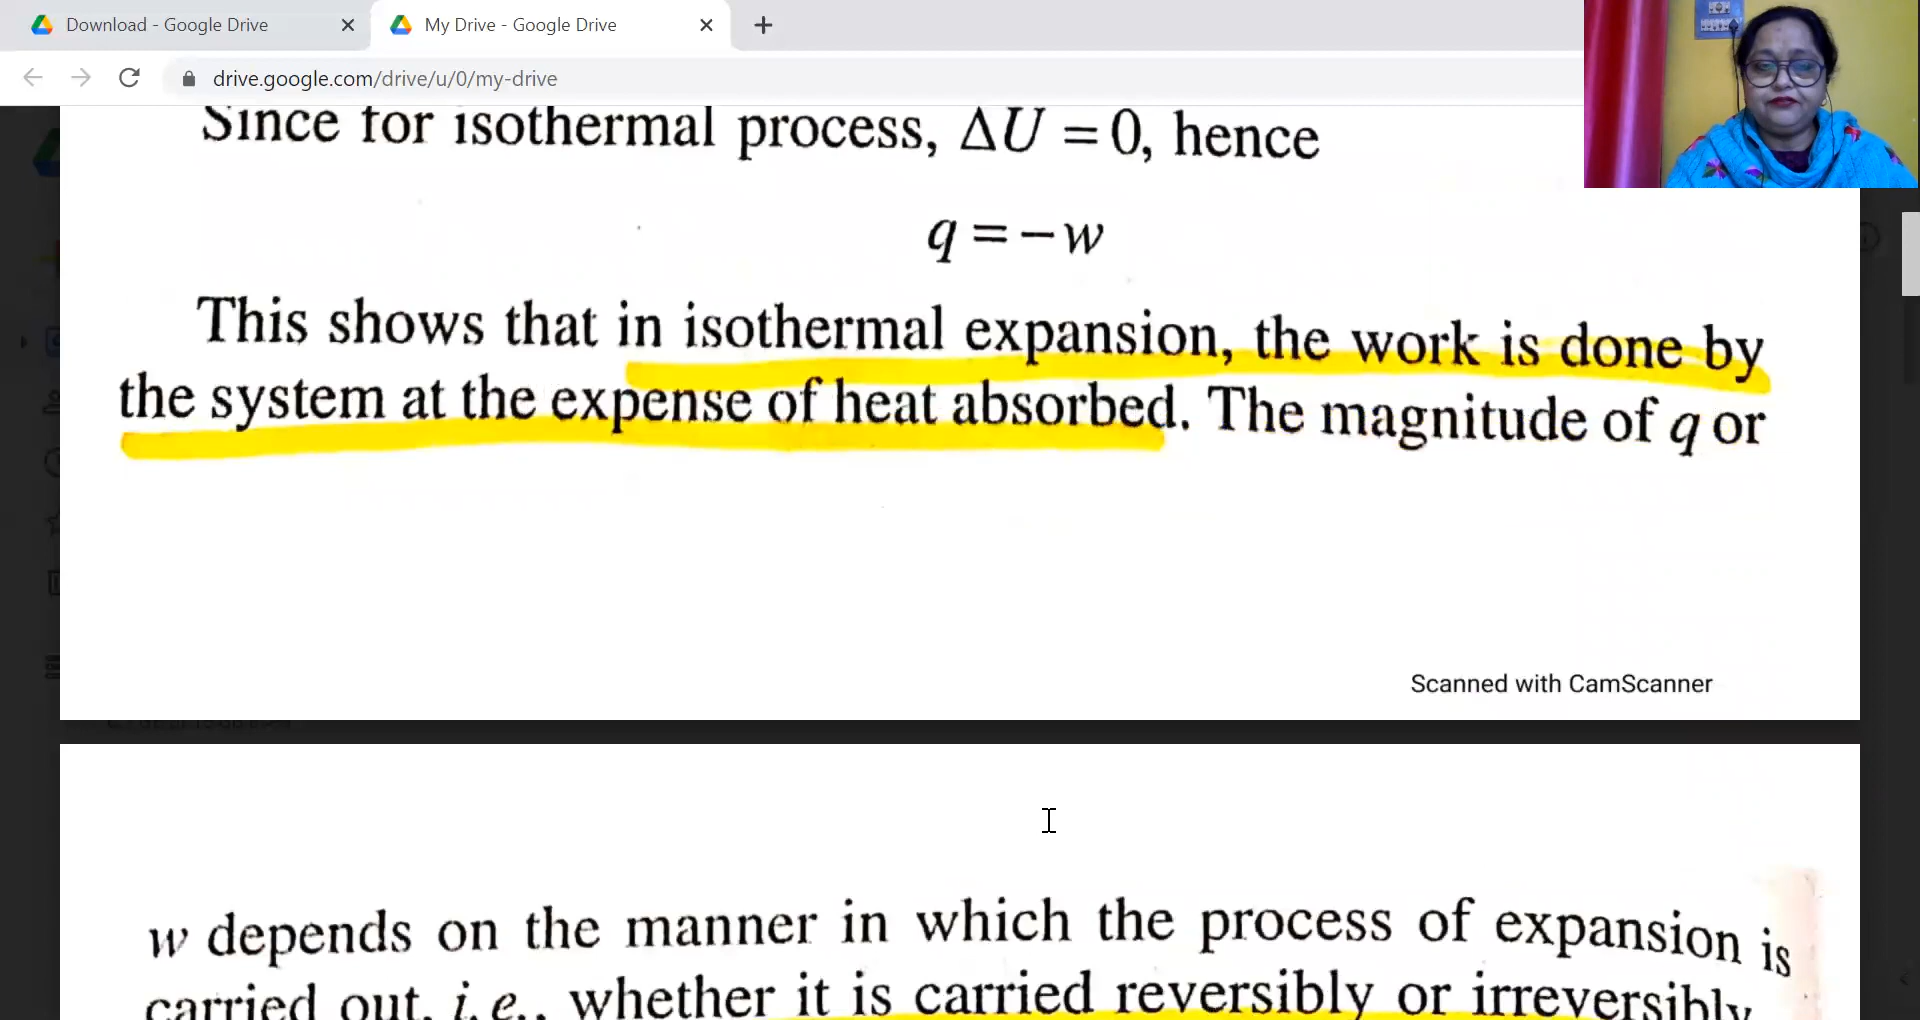 Download - Google Drive
My Drive - Google Drive
drive.google.com/drive/u/0/my-drive
Since for isothermal process, ΔU = 0, hence
q = −w
This shows that in isothermal expansion, the work is done by
the system at the expense of heat absorbed. The magnitude of q or
Scanned with CamScanner
w depends on the manner in which the process of expansion is
carried out, i.e., whether it is carried reversibly or irreversibly.